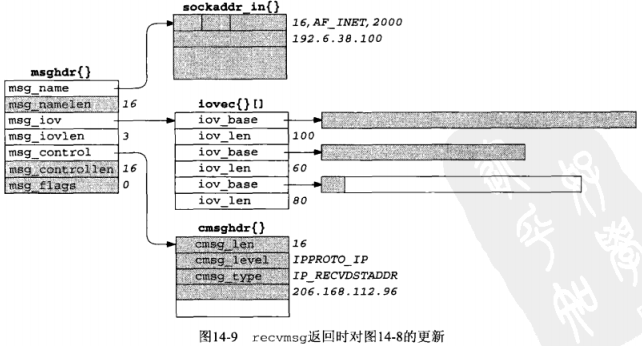 sockaddr_in{}
16, AF_INET, 2000
192.6.38.100
msghdr{}
msg_name
msg_namelen 16
msg_iov
msg_iovlen 3
msg_control
msg_controllen 16
msg_flags 0
iovec{}[]
iov_base
iov_len 100
iov_base
iov_len 60
iov_base
iov_len 80
cmsghdr{}
cmsg_len 16
cmsg_level IPPROTO_IP
cmsg_type IP_RECVDSTADDR
206.168.112.96
图14-9 recvmsg返回时对图14-8的更新